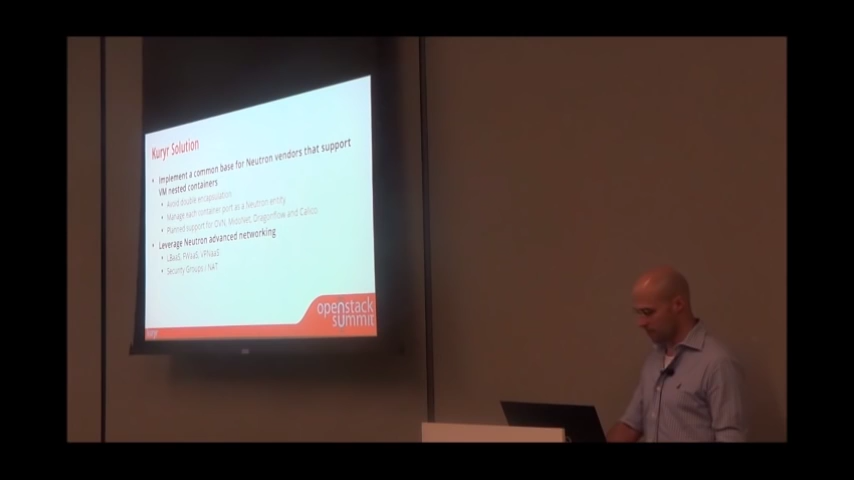 Kuryr Solution
• Implement a common base for Neutron vendors that support
VM nested containers
• Avoid double encapsulation
• Manage each container port as a Neutron entity
• Planned support for OVN, MidoNet, Dragonflow and Calico
• Leverage Neutron advanced networking
• LBaaS, FWaaS, VPNaaS
• Security Groups / NAT
openstack
summit